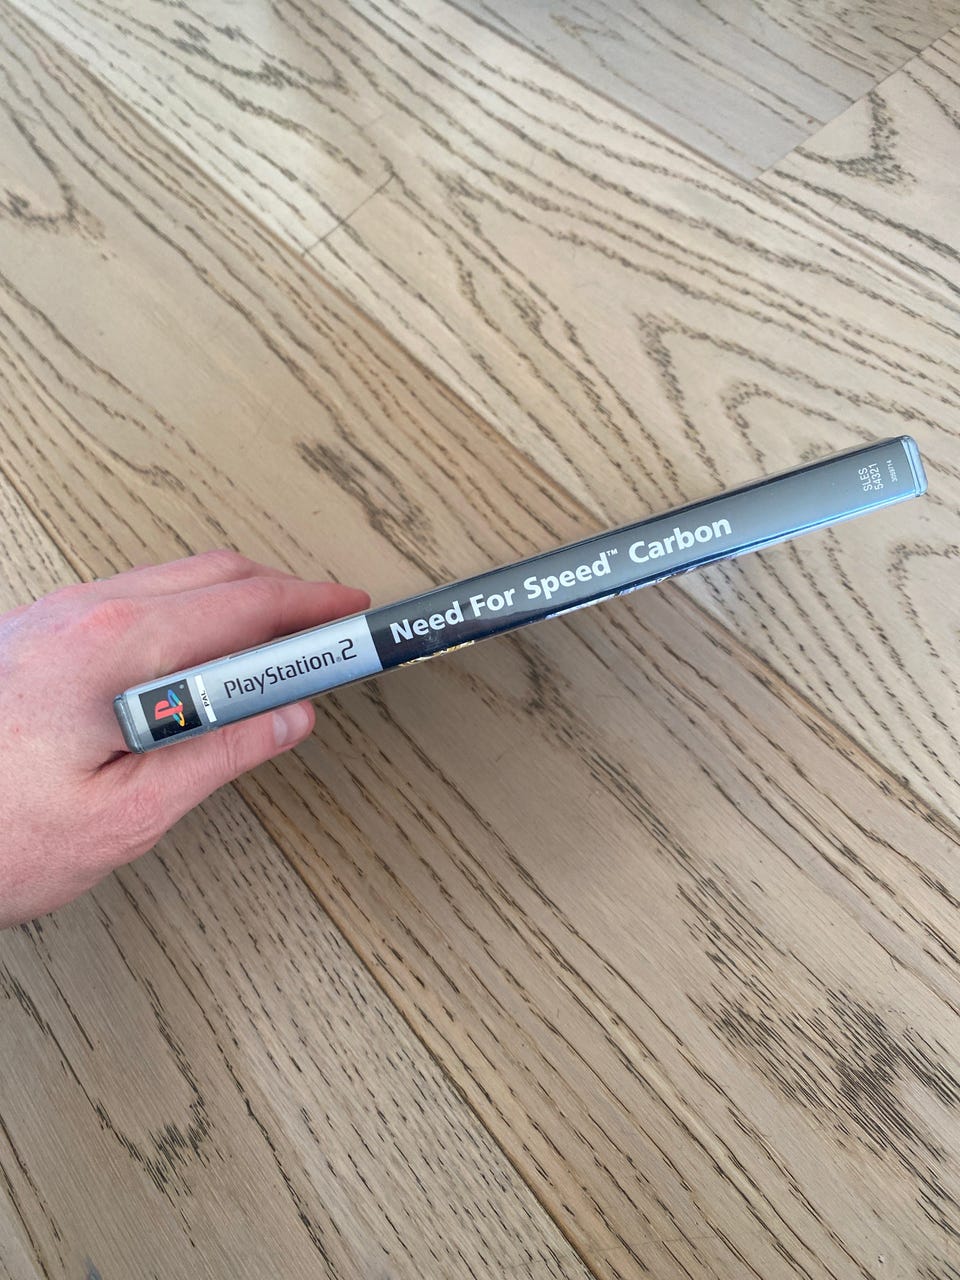 PAL
PlayStation®2
Need For Speed™ Carbon
SLES
54321